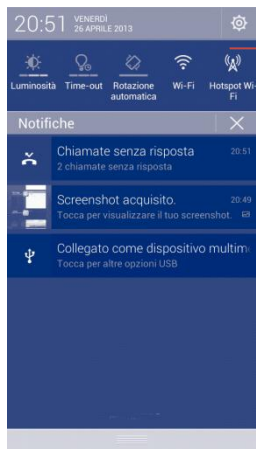 20:51 VENERDÌ
26 APRILE 2013
Luminosità Time-out Rotazione automatica Wi-Fi Hotspot Wi-Fi
Notifiche
Chiamate senza risposta 20:51
2 chiamate senza risposta
Screenshot acquisito. 20:49
Tocca per visualizzare il tuo screenshot.
Collegato come dispositivo multim
Tocca per altre opzioni USB